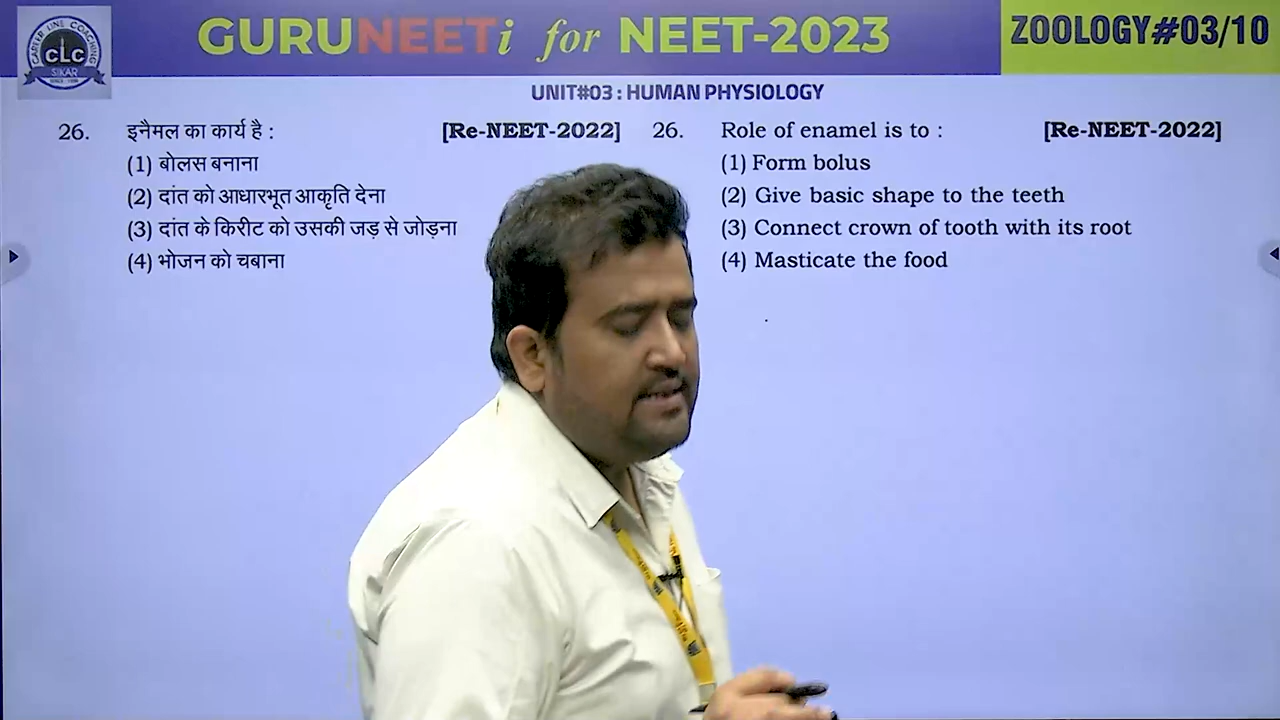 GURUNEETi for NEET-2023
ZOOLOGY#03/10
CAREER LINE COACHING
CLC
SIKAR
UNIT#03 : HUMAN PHYSIOLOGY
26. इनैमल का कार्य है : [Re-NEET-2022]
(1) बोलस बनाना
(2) दांत को आधारभूत आकृति देना
(3) दांत के किरीट को उसकी जड़ से जोड़ना
(4) भोजन को चबाना
26. Role of enamel is to : [Re-NEET-2022]
(1) Form bolus
(2) Give basic shape to the teeth
(3) Connect crown of tooth with its root
(4) Masticate the food